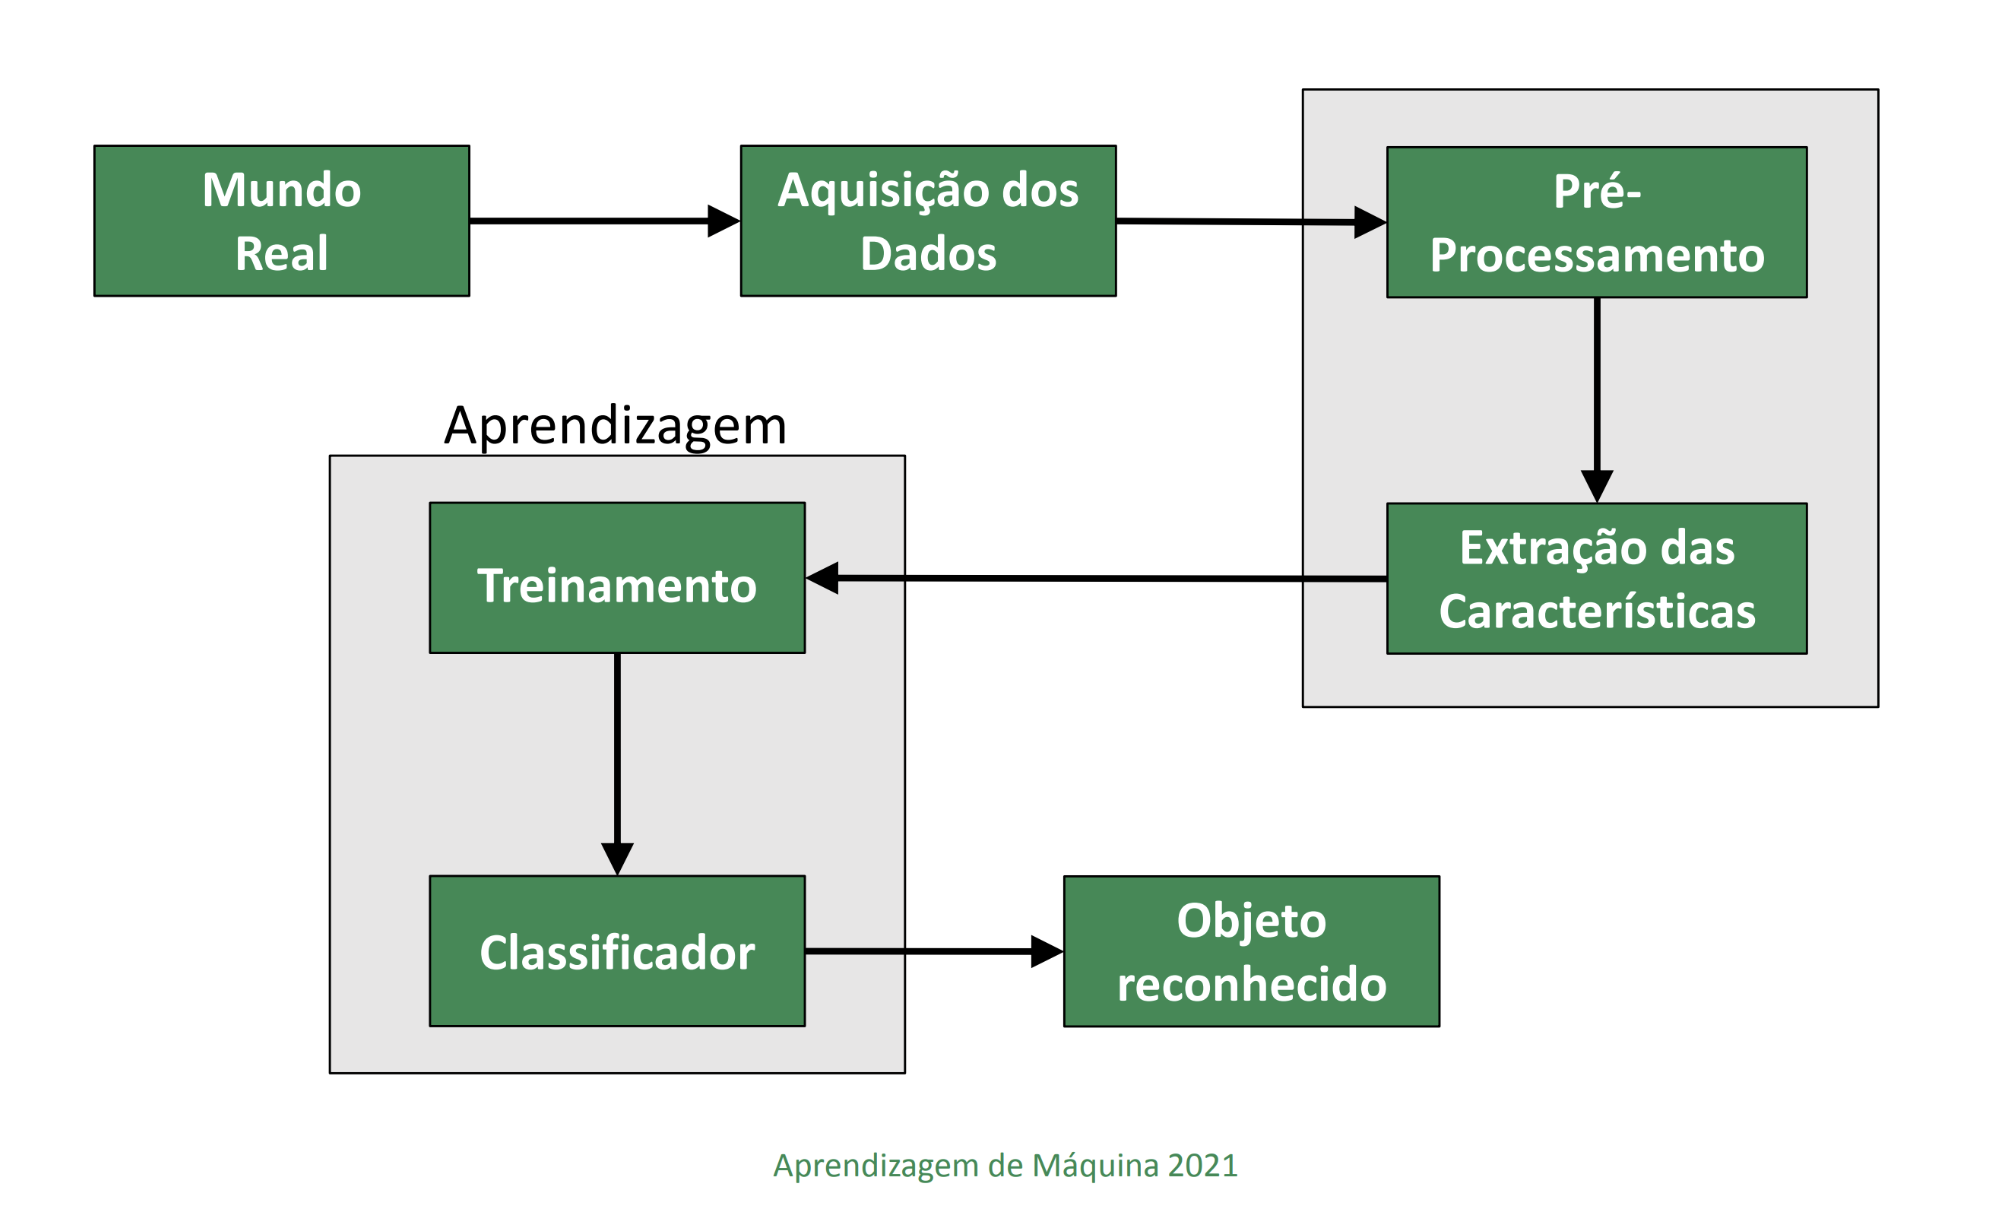 Mundo
Real
Aquisição dos
Dados
Pré-
Processamento
Aprendizagem
Treinamento
Extração das
Características
Classificador
Objeto
reconhecido
Aprendizagem de Máquina 2021